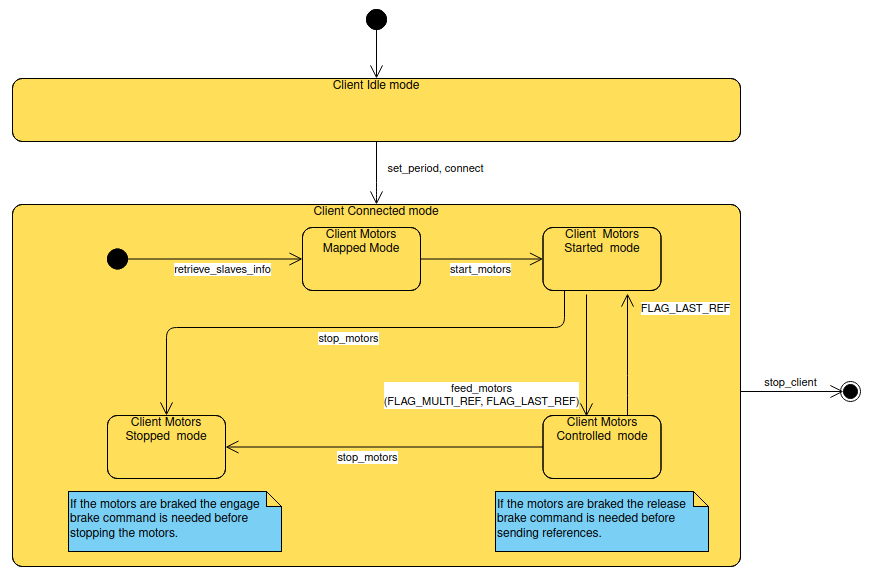 Client Idle mode
set_period, connect
Client Connected mode
Client Motors
Mapped Mode
Client Motors
Started mode
retrieve_slaves_info
start_motors
FLAG_LAST_REF
stop_motors
stop_client
feed_motors
(FLAG_MULTI_REF, FLAG_LAST_REF)
Client Motors
Stopped mode
Client Motors
Controlled mode
stop_motors
If the motors are braked the engage
brake command is needed before
stopping the motors.
If the motors are braked the release
brake command is needed before
sending references.